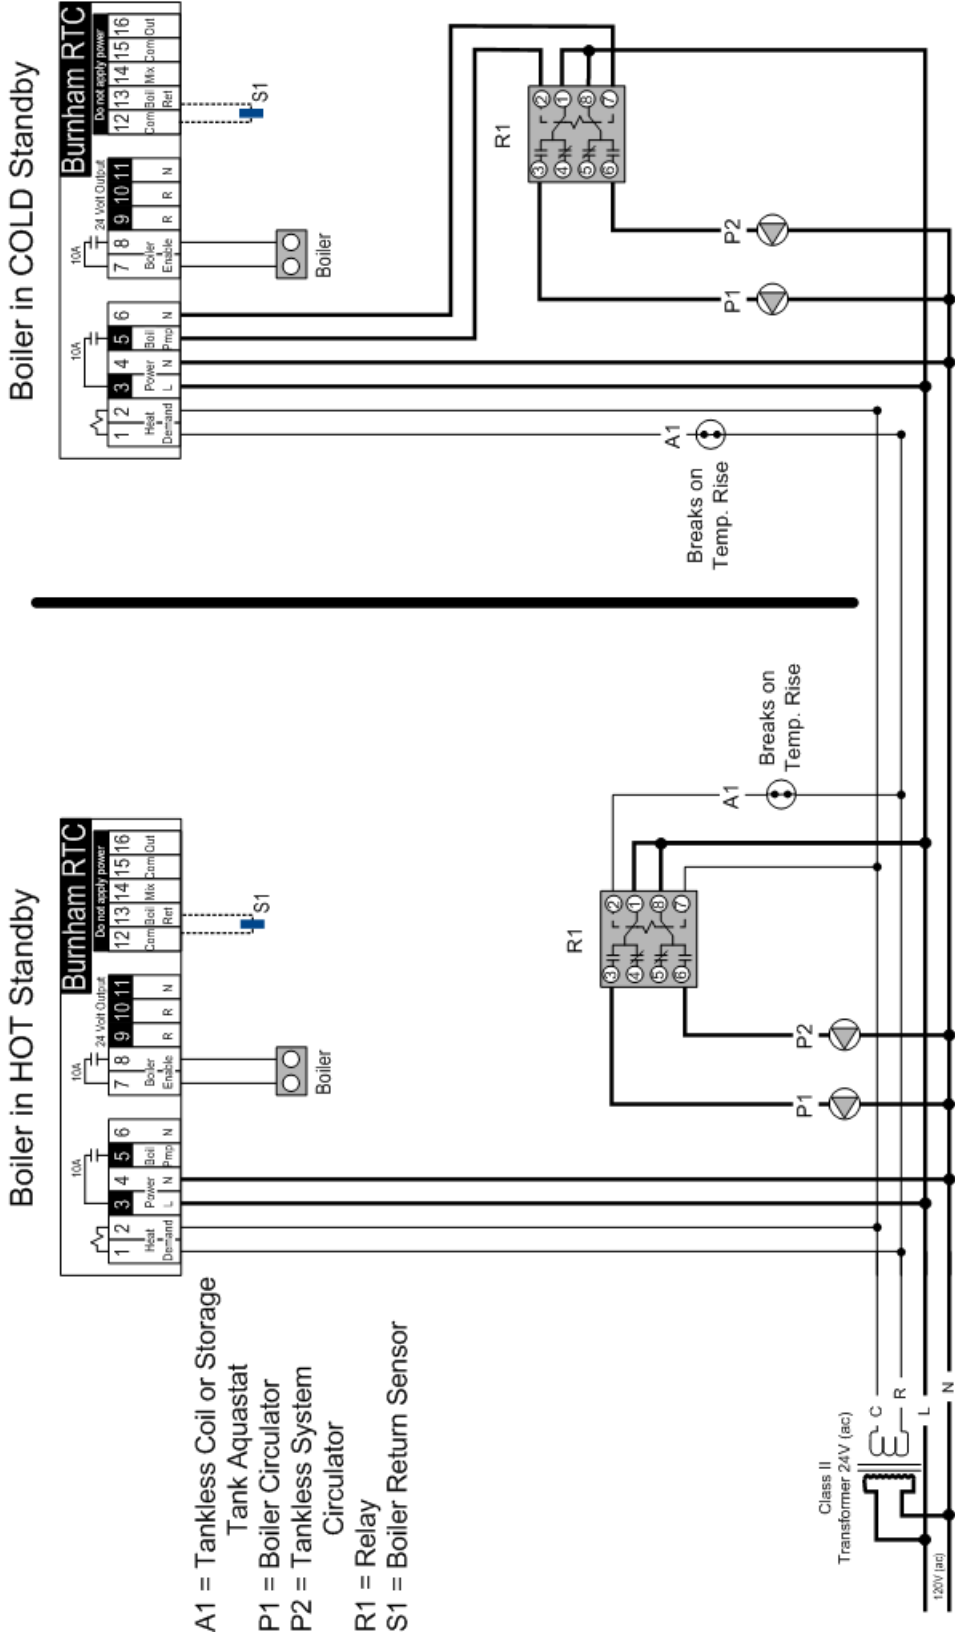 Boiler in HOT Standby
Burnham RTC
Do not apply power
10A
10A
24 Volt Output
1 2 3 4 5 6 7 8 9 10 11 12 13 14 15 16
Heat Power Boil Boiler Com Boil Mix Com Out
Demand L N Pmp N Enable R R N Ret
Boiler
S1
R1
2
1
8
7
3
4
5
6
P1
P2
A1
Breaks on
Temp. Rise
Boiler in COLD Standby
Burnham RTC
Do not apply power
10A
10A
24 Volt Output
1 2 3 4 5 6 7 8 9 10 11 12 13 14 15 16
Heat Power Boil Boiler Com Boil Mix Com Out
Demand L N Pmp N Enable R R N Ret
Boiler
S1
R1
2
1
8
7
3
4
5
6
P1
P2
A1
Breaks on
Temp. Rise
A1 = Tankless Coil or Storage
Tank Aquastat
P1 = Boiler Circulator
P2 = Tankless System
Circulator
R1 = Relay
S1 = Boiler Return Sensor
Class II
Transformer 24V (ac)
C
R
L
N
120V (ac)